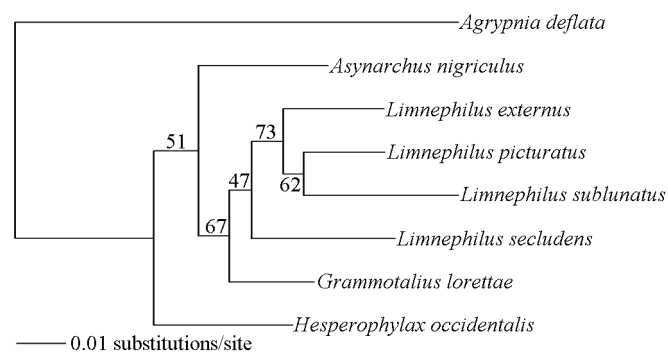 Agrypnia deflata
Asynarchus nigriculus
Limnephilus externus
73
51
Limnephilus picturatus
47
62
Limnephilus sublunatus
67
Limnephilus secludens
Grammotalius lorettae
Hesperophylax occidentalis
0.01 substitutions/site